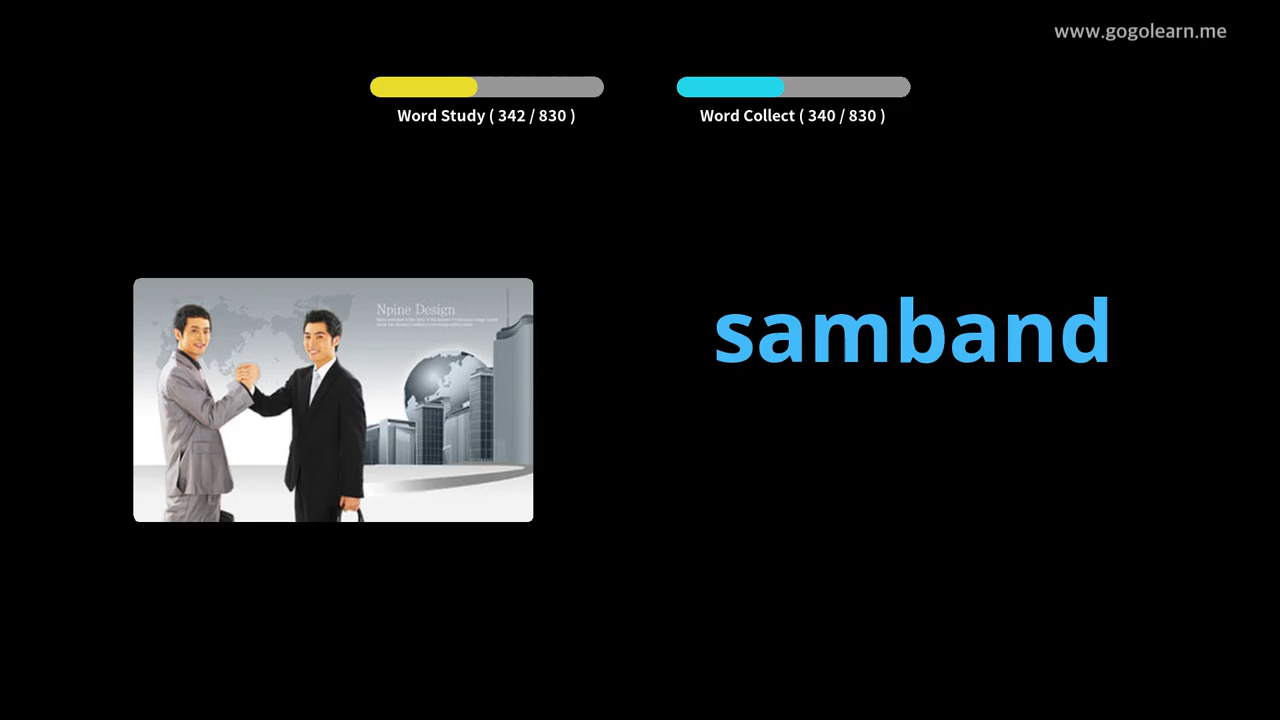 www.gogolearn.me
Word Study ( 342 / 830 )
Word Collect ( 340 / 830 )
Npine Design
samband